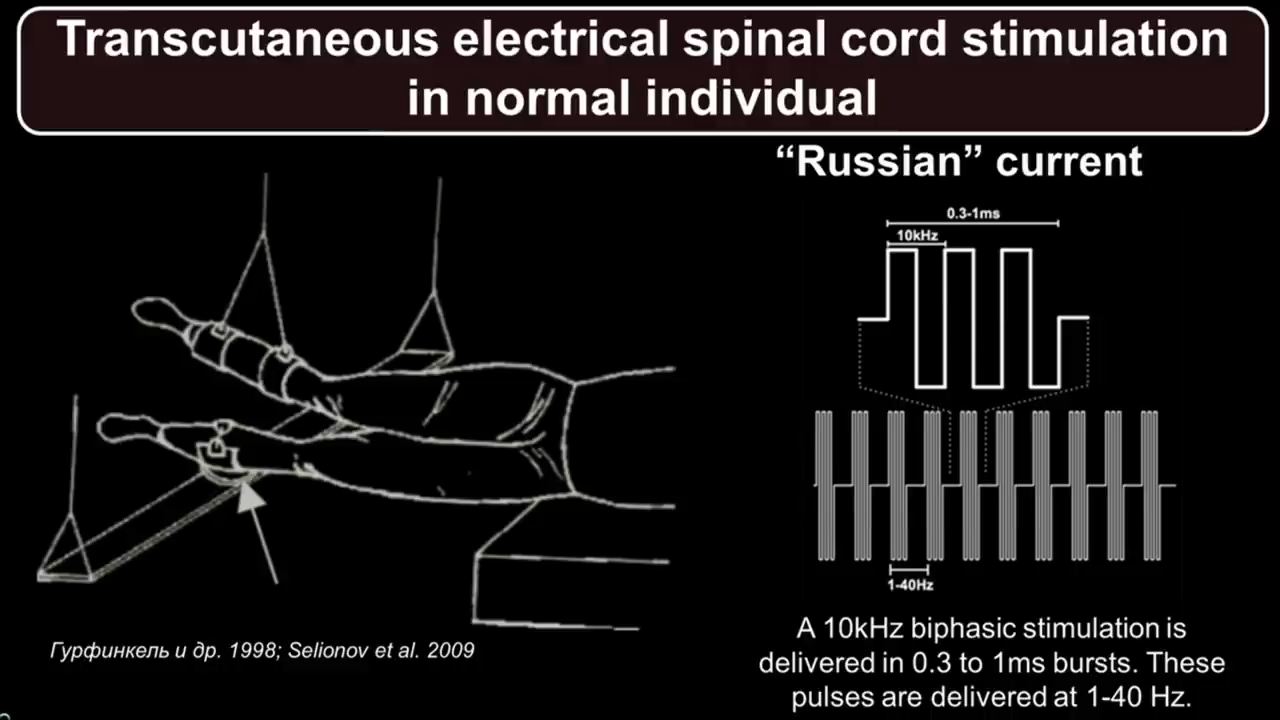 Transcutaneous electrical spinal cord stimulation
in normal individual
“Russian” current
0.3-1ms
10kHz
1-40Hz
Гурфинкель и др. 1998; Selionov et al. 2009
A 10kHz biphasic stimulation is
delivered in 0.3 to 1ms bursts. These
pulses are delivered at 1-40 Hz.